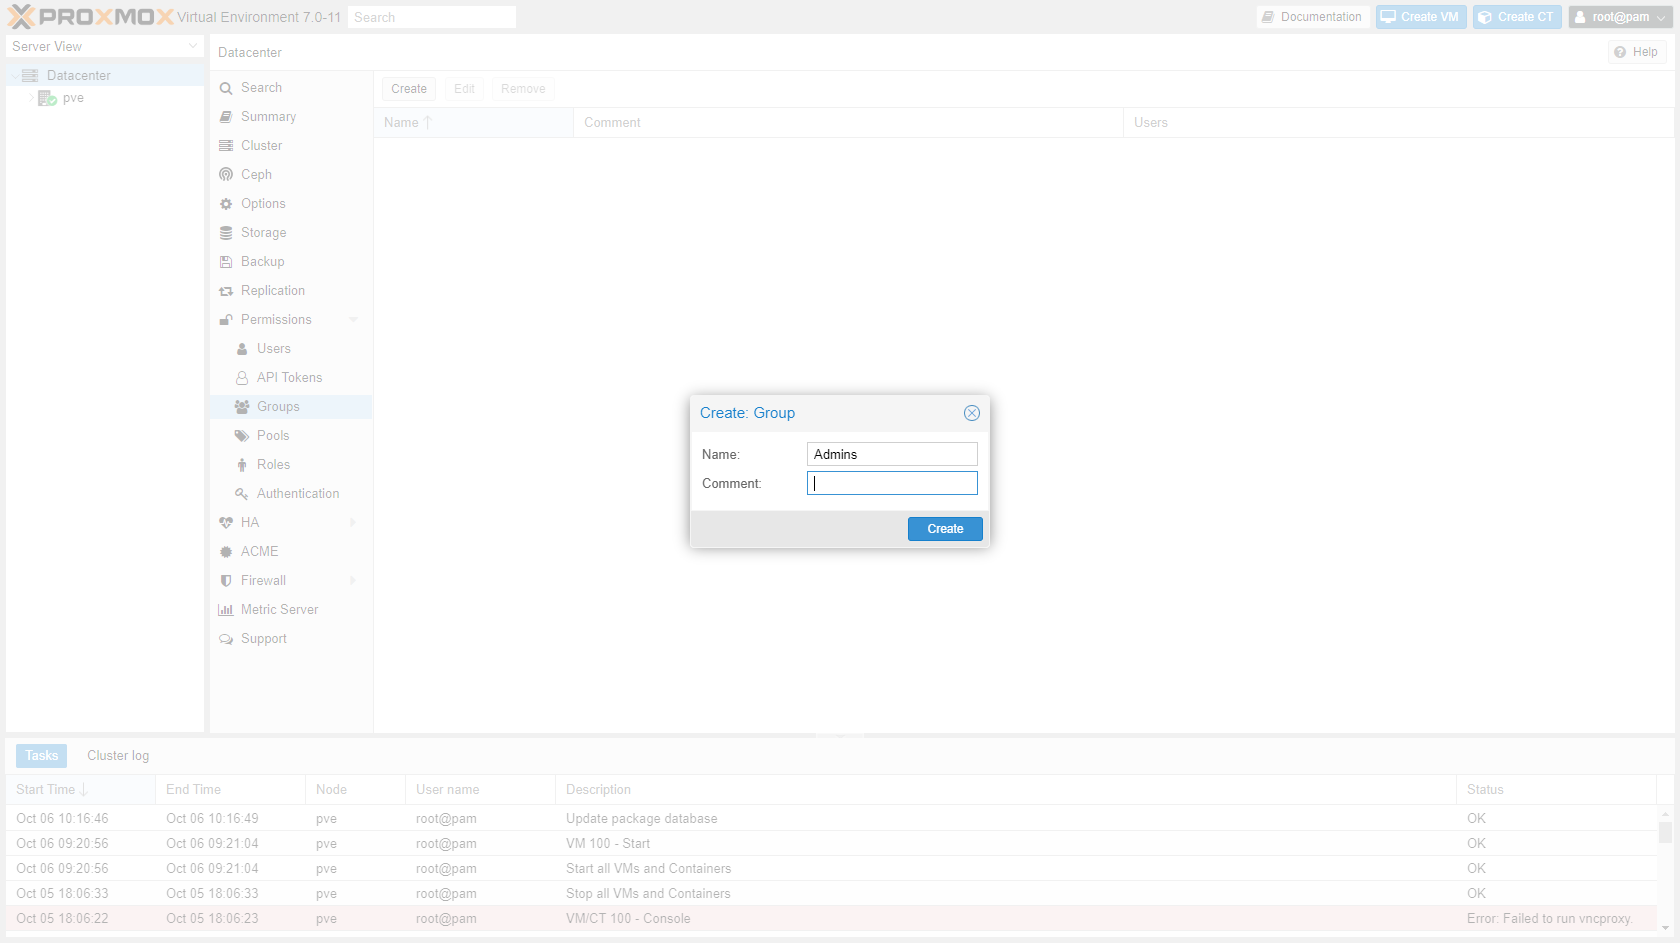 PROXMOX Virtual Environment 7.0-11 Search Documentation Create VM Create CT root@pam
Server View
Datacenter
pve
Datacenter Help
Search
Summary
Cluster
Ceph
Options
Storage
Backup
Replication
Permissions
Users
API Tokens
Groups
Pools
Roles
Authentication
HA
ACME
Firewall
Metric Server
Support
Create Edit Remove
Name Comment Users
Create: Group
Name: Admins
Comment:
Create
Tasks Cluster log
Start Time End Time Node User name Description Status
Oct 06 10:16:46 Oct 06 10:16:49 pve root@pam Update package database OK
Oct 06 09:20:56 Oct 06 09:21:04 pve root@pam VM 100 - Start OK
Oct 06 09:20:56 Oct 06 09:21:04 pve root@pam Start all VMs and Containers OK
Oct 05 18:06:33 Oct 05 18:06:33 pve root@pam Stop all VMs and Containers OK
Oct 05 18:06:22 Oct 05 18:06:23 pve root@pam VM/CT 100 - Console Error: Failed to run vncproxy.